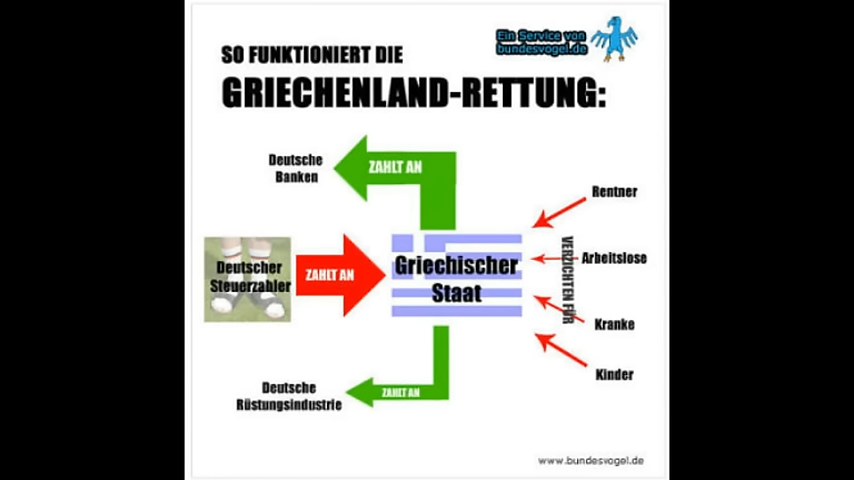 Ein Service von
bundesvogel.de
SO FUNKTIONIERT DIE
GRIECHENLAND-RETTUNG:
Deutsche
Banken
ZAHLT AN
Rentner
Deutscher
Steuerzahler
ZAHLT AN
Griechischer
Staat
VERZICHTEN FÜR
Arbeitslose
Kranke
Kinder
Deutsche
Rüstungsindustrie
ZAHLT AN
www.bundesvogel.de